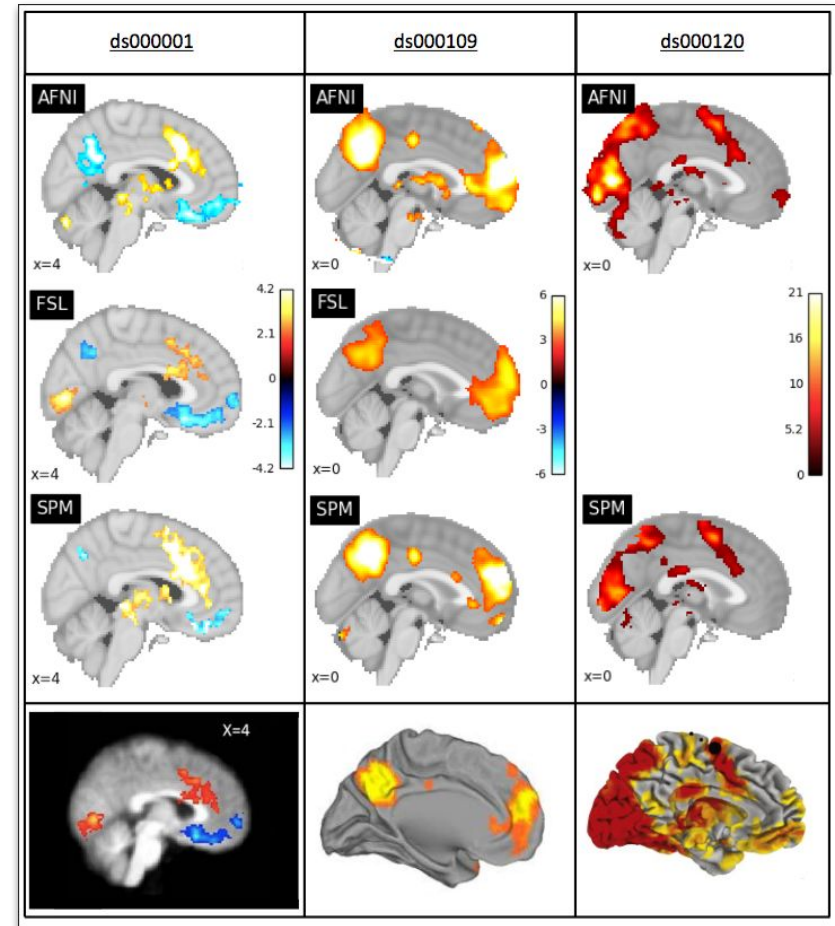 ds000001 ds000109 ds000120
AFNI AFNI AFNI
x=4 x=0 x=0
FSL FSL
4.2 6 21
2.1 3 16
0 0 10
-2.1 -3 5.2
-4.2 -6 0
x=4 x=0
SPM SPM SPM
x=4 x=0 x=0
X=4